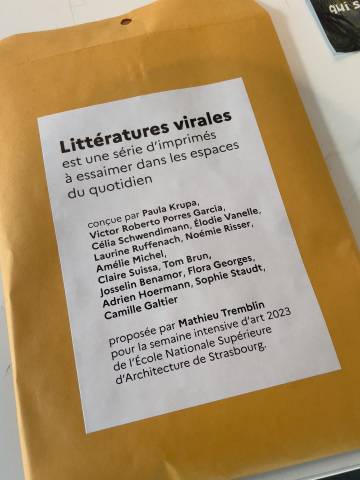 Littératures virales
est une série d'imprimés
à essaimer dans les espaces
du quotidien
conçue par Paula Krupa,
Victor Roberto Porres Garcia,
Célia Schwendimann, Élodie Vanelle,
Laurine Ruffenach, Noémie Risser,
Amélie Michel,
Claire Suissa, Tom Brun,
Josselin Benamor, Flora Georges,
Adrien Hoermann, Sophie Staudt,
Camille Galtier
proposée par Mathieu Tremblin
pour la semaine intensive d'art 2023
de l'École Nationale Supérieure
d'Architecture de Strasbourg.
qui s